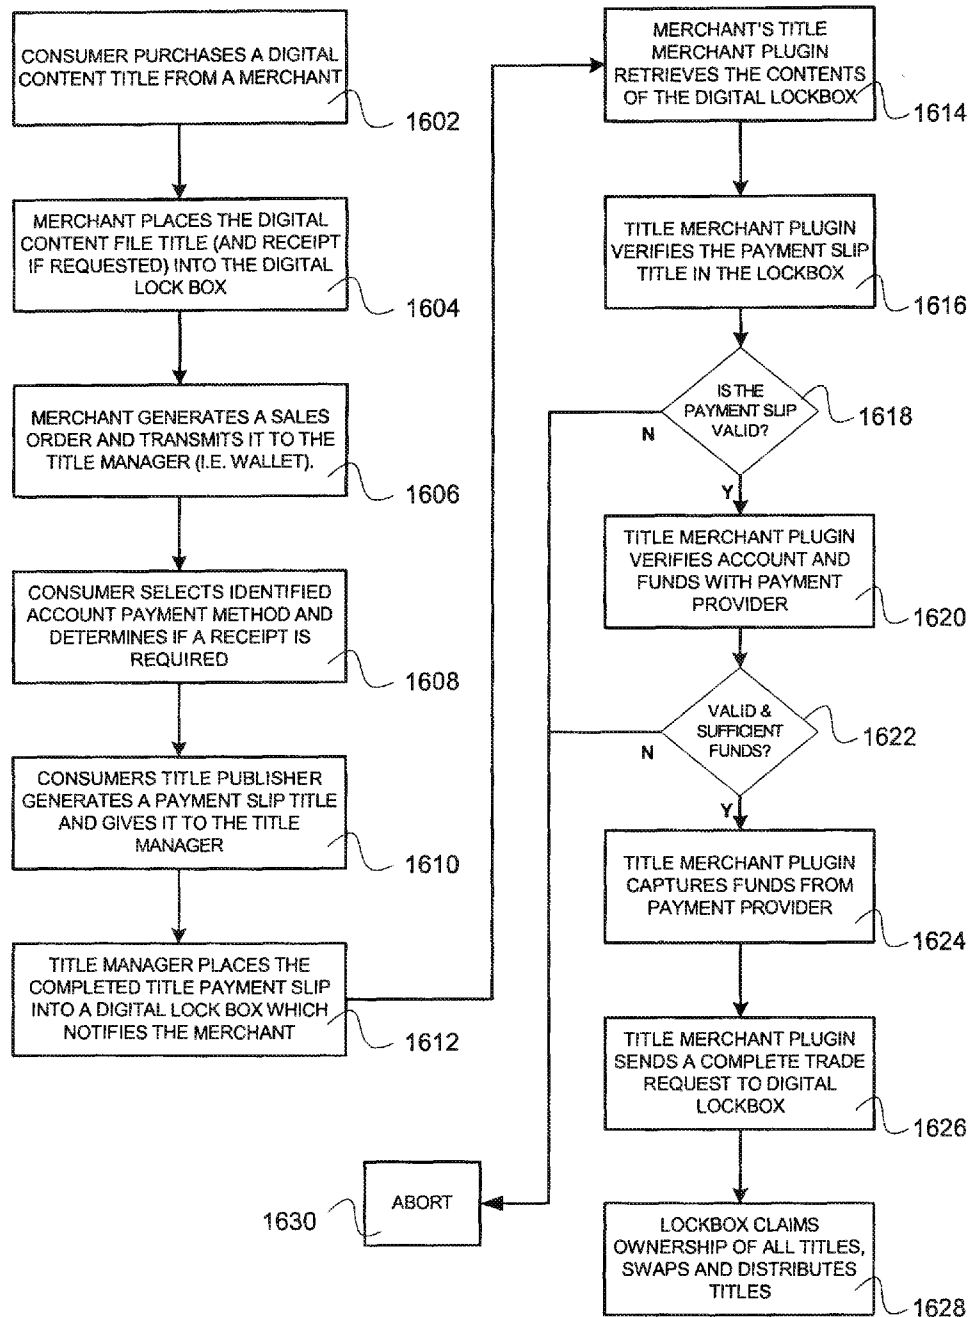 CONSUMER PURCHASES A DIGITAL
CONTENT TITLE FROM A MERCHANT
1602
MERCHANT PLACES THE DIGITAL
CONTENT FILE TITLE (AND RECEIPT
IF REQUESTED) INTO THE DIGITAL
LOCK BOX
1604
MERCHANT GENERATES A SALES
ORDER AND TRANSMITS IT TO THE
TITLE MANAGER (I.E. WALLET).
1606
CONSUMER SELECTS IDENTIFIED
ACCOUNT PAYMENT METHOD AND
DETERMINES IF A RECEIPT IS
REQUIRED
1608
CONSUMERS TITLE PUBLISHER
GENERATES A PAYMENT SLIP TITLE
AND GIVES IT TO THE TITLE
MANAGER
1610
TITLE MANAGER PLACES THE
COMPLETED TITLE PAYMENT SLIP
INTO A DIGITAL LOCK BOX WHICH
NOTIFIES THE MERCHANT
1612
MERCHANT'S TITLE
MERCHANT PLUGIN
RETRIEVES THE CONTENTS
OF THE DIGITAL LOCKBOX
1614
TITLE MERCHANT PLUGIN
VERIFIES THE PAYMENT SLIP
TITLE IN THE LOCKBOX
1616
IS THE
PAYMENT SLIP
VALID?
1618
N
Y
TITLE MERCHANT PLUGIN
VERIFIES ACCOUNT AND
FUNDS WITH PAYMENT
PROVIDER
1620
VALID &
SUFFICIENT
FUNDS?
1622
N
Y
TITLE MERCHANT PLUGIN
CAPTURES FUNDS FROM
PAYMENT PROVIDER
1624
TITLE MERCHANT PLUGIN
SENDS A COMPLETE TRADE
REQUEST TO DIGITAL
LOCKBOX
1626
LOCKBOX CLAIMS
OWNERSHIP OF ALL TITLES,
SWAPS AND DISTRIBUTES
TITLES
1628
ABORT
1630